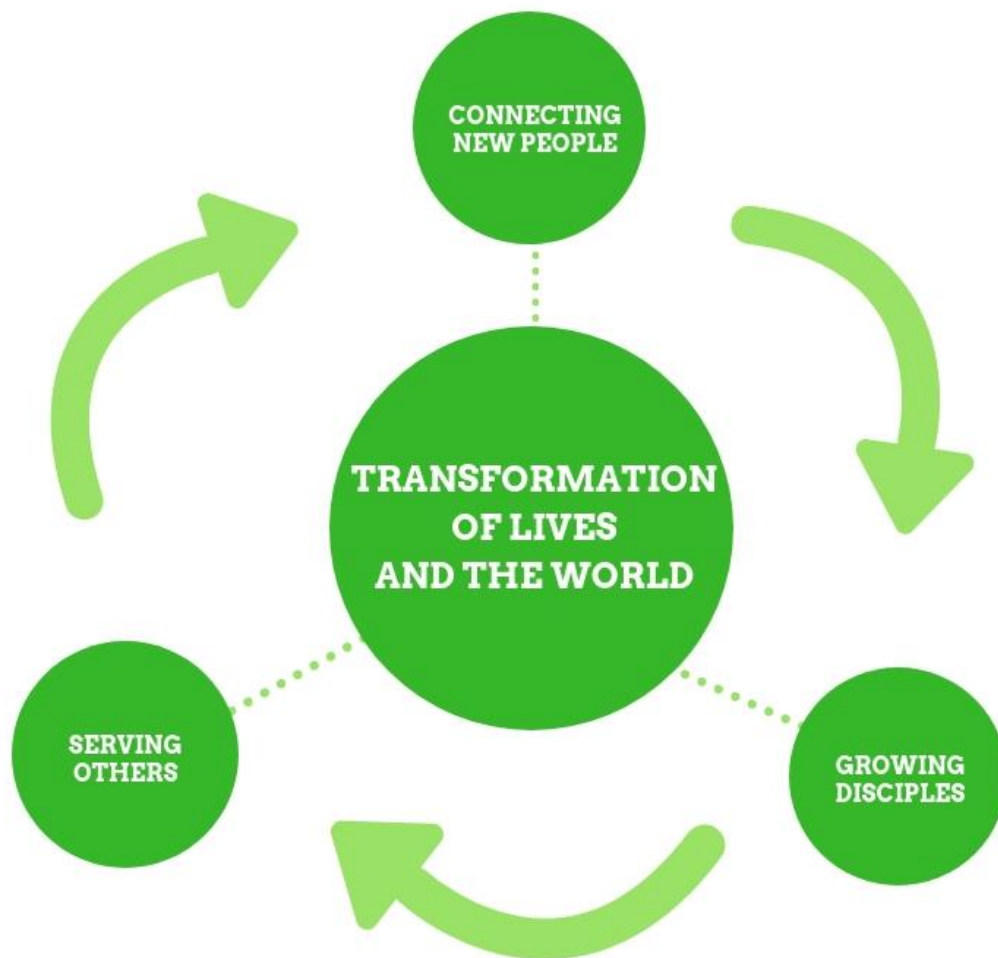 CONNECTING
NEW PEOPLE
TRANSFORMATION
OF LIVES
AND THE WORLD
SERVING
OTHERS
GROWING
DISCIPLES